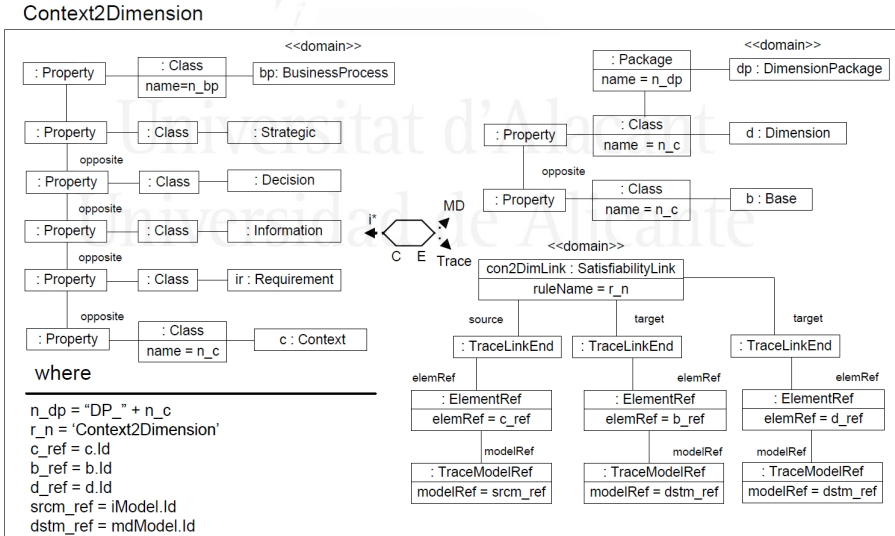 Context2Dimension
<<domain>>
: Property
: Class
name=n_bp
bp: BusinessProcess
: Property
: Class
: Strategic
opposite
: Property
: Class
: Decision
opposite
: Property
: Class
: Information
opposite
: Property
: Class
ir : Requirement
opposite
: Property
: Class
name = n_c
c : Context
where
n_dp = “DP_” + n_c
r_n = ‘Context2Dimension’
c_ref = c.Id
b_ref = b.Id
d_ref = d.Id
srcm_ref = iModel.Id
dstm_ref = mdModel.Id
i*
MD
C E Trace
<<domain>>
: Package
name = n_dp
dp : DimensionPackage
: Property
: Class
name = n_c
d : Dimension
opposite
: Property
: Class
name = n_c
b : Base
<<domain>>
con2DimLink : SatisfiabilityLink
ruleName = r_n
source
target
target
: TraceLinkEnd
: TraceLinkEnd
: TraceLinkEnd
elemRef
elemRef
elemRef
: ElementRef
elemRef = c_ref
: ElementRef
elemRef = b_ref
: ElementRef
elemRef = d_ref
modelRef
modelRef
modelRef
: TraceModelRef
modelRef = srcm_ref
: TraceModelRef
modelRef = dstm_ref
: TraceModelRef
modelRef = dstm_ref
Universitat d'Alacant
Universidad de Alicante